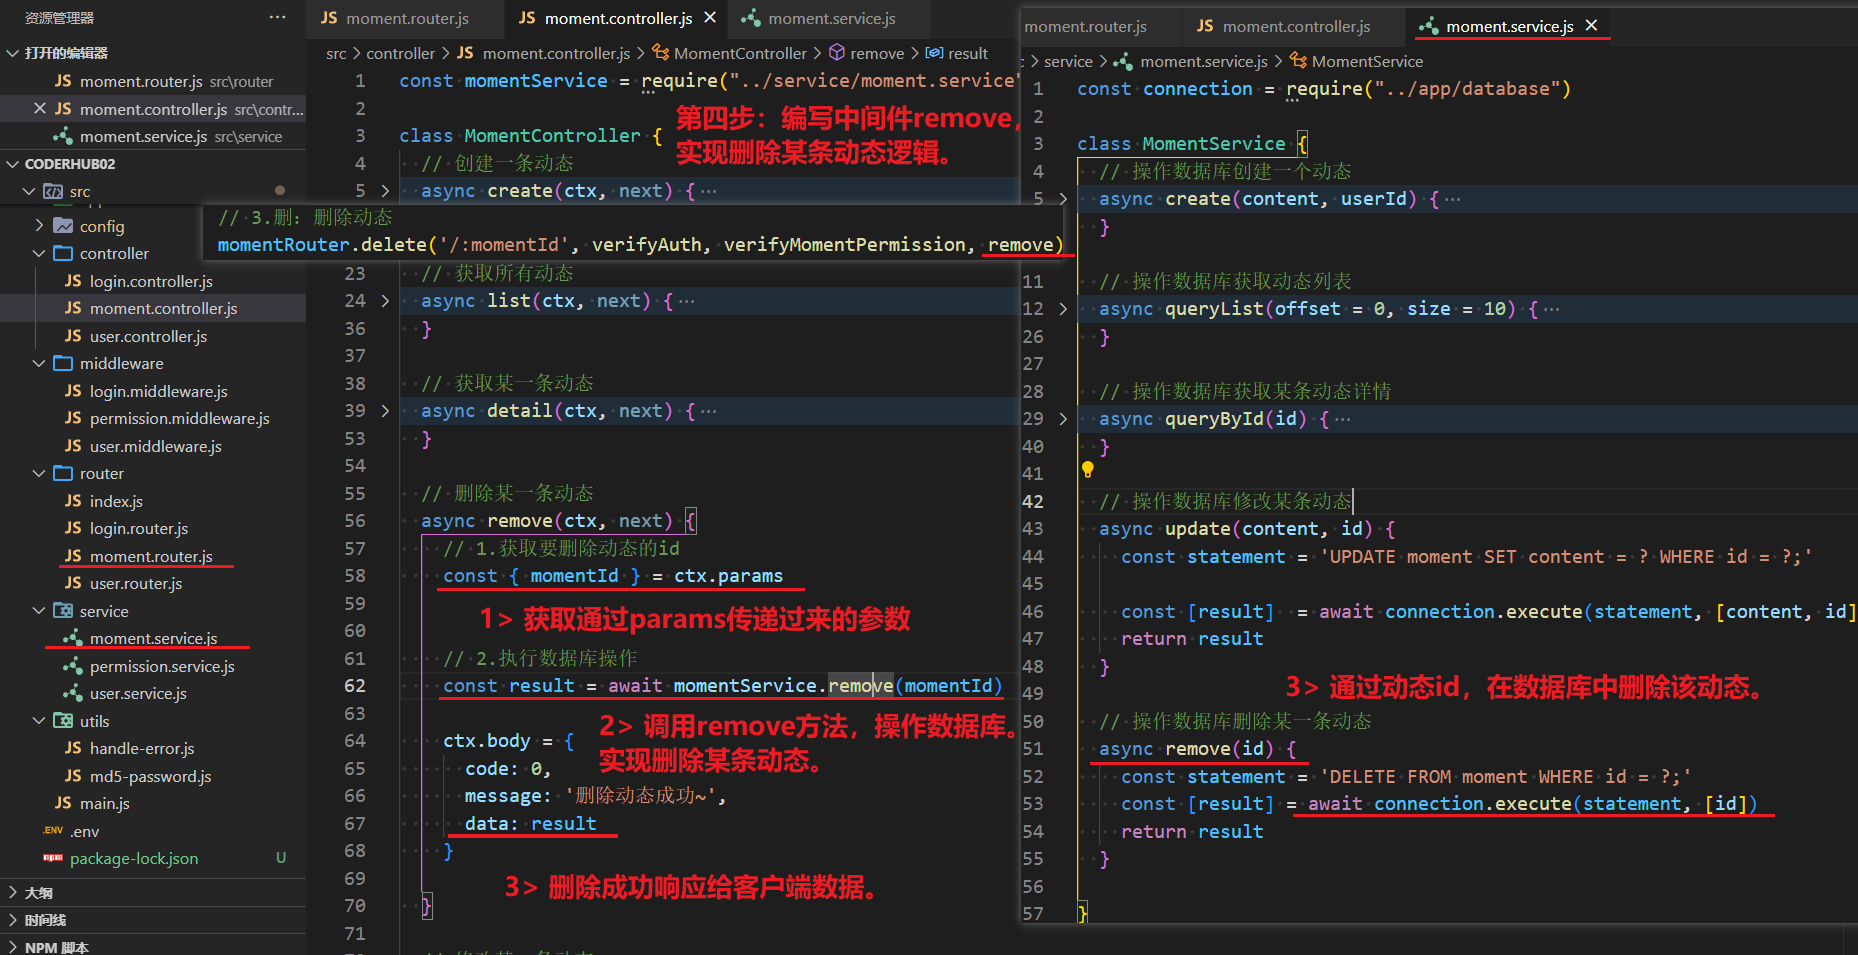 资源管理器
打开的编辑器
JS moment.router.js src\router
JS moment.controller.js src\contr...
moment.service.js src\service
CODERHUB02
src
config
controller
JS login.controller.js
JS moment.controller.js
JS user.controller.js
middleware
JS login.middleware.js
JS permission.middleware.js
JS user.middleware.js
router
JS index.js
JS login.router.js
JS moment.router.js
JS user.router.js
service
moment.service.js
permission.service.js
user.service.js
utils
JS handle-error.js
JS md5-password.js
JS main.js
.ENV .env
npm package-lock.json U
大纲
时间线
NPM 脚本
JS moment.router.js
JS moment.controller.js
moment.service.js
src > controller > JS moment.controller.js > MomentController > remove > result
1 const momentService = require("../service/moment.service"
2
3 class MomentController {
第四步：编写中间件remove，
实现删除某条动态逻辑。
4 // 创建一条动态
5 async create(ctx, next) { ...
// 3.删：删除动态
momentRouter.delete('/:momentId', verifyAuth, verifyMomentPermission, remove)
23 // 获取所有动态
24 async list(ctx, next) { ...
36 }
37
38 // 获取某一条动态
39 async detail(ctx, next) { ...
53 }
54
55 // 删除某一条动态
56 async remove(ctx, next) {
57 // 1.获取要删除动态的id
58 const { momentId } = ctx.params
59
1> 获取通过params传递过来的参数
60
61 // 2.执行数据库操作
62 const result = await momentService.remove(momentId)
63
2> 调用remove方法，操作数据库。
实现删除某条动态。
64 ctx.body = {
65 code: 0,
66 message: '删除动态成功~',
67 data: result
68 }
69
3> 删除成功响应给客户端数据。
70 }
71
moment.router.js
JS moment.controller.js
moment.service.js
> service > moment.service.js > MomentService
1 const connection = require("../app/database")
2
3 class MomentService {
4 // 操作数据库创建一个动态
5 async create(content, userId) { ...
}
11 // 操作数据库获取动态列表
12 async queryList(offset = 0, size = 10) { ...
26 }
27
28 // 操作数据库获取某条动态详情
29 async queryById(id) { ...
40 }
41
42 // 操作数据库修改某条动态
43 async update(content, id) {
44 const statement = 'UPDATE moment SET content = ? WHERE id = ?;'
45
46 const [result] = await connection.execute(statement, [content, id]
47 return result
48 }
49
3> 通过动态id，在数据库中删除该动态。
50 // 操作数据库删除某一条动态
51 async remove(id) {
52 const statement = 'DELETE FROM moment WHERE id = ?;'
53 const [result] = await connection.execute(statement, [id])
54 return result
55 }
56
57 }